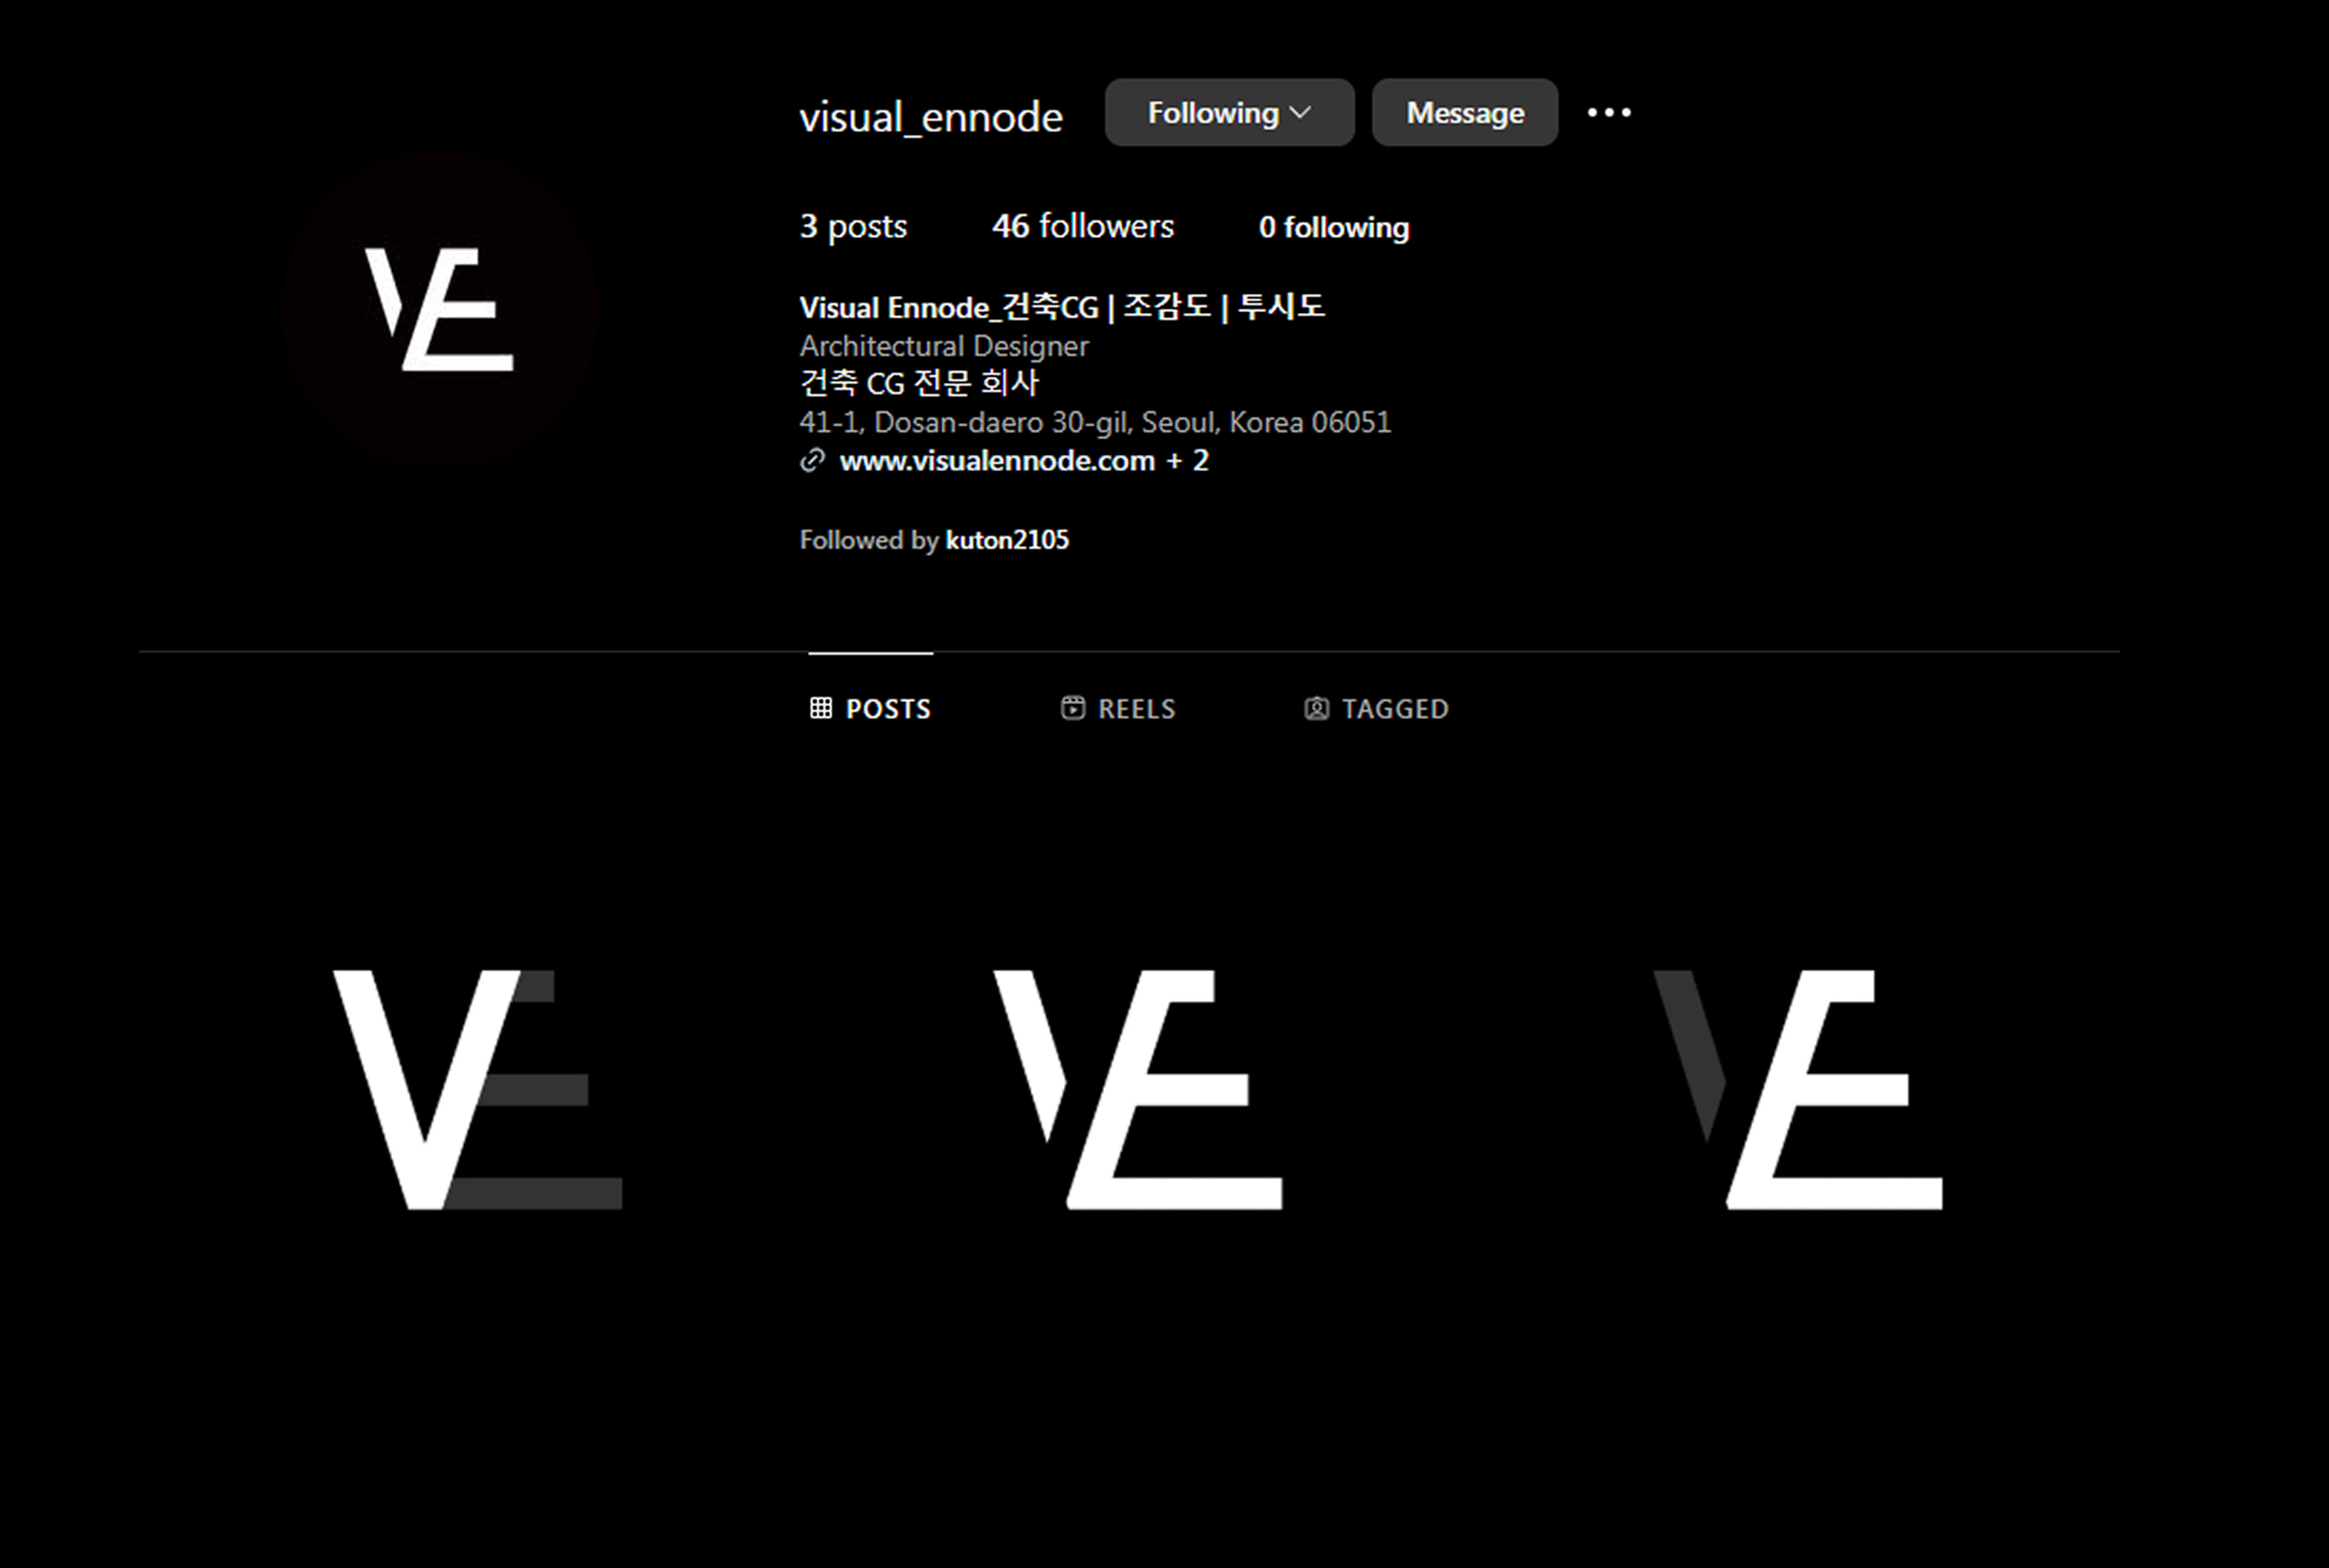 visual_ennode Following Message
3 posts 46 followers 0 following
VE
Visual Ennode_건축CG | 조감도 | 투시도
Architectural Designer
건축 CG 전문 회사
41-1, Dosan-daero 30-gil, Seoul, Korea 06051
www.visualennode.com + 2
Followed by kuton2105
POSTS REELS TAGGED
VE VE VE